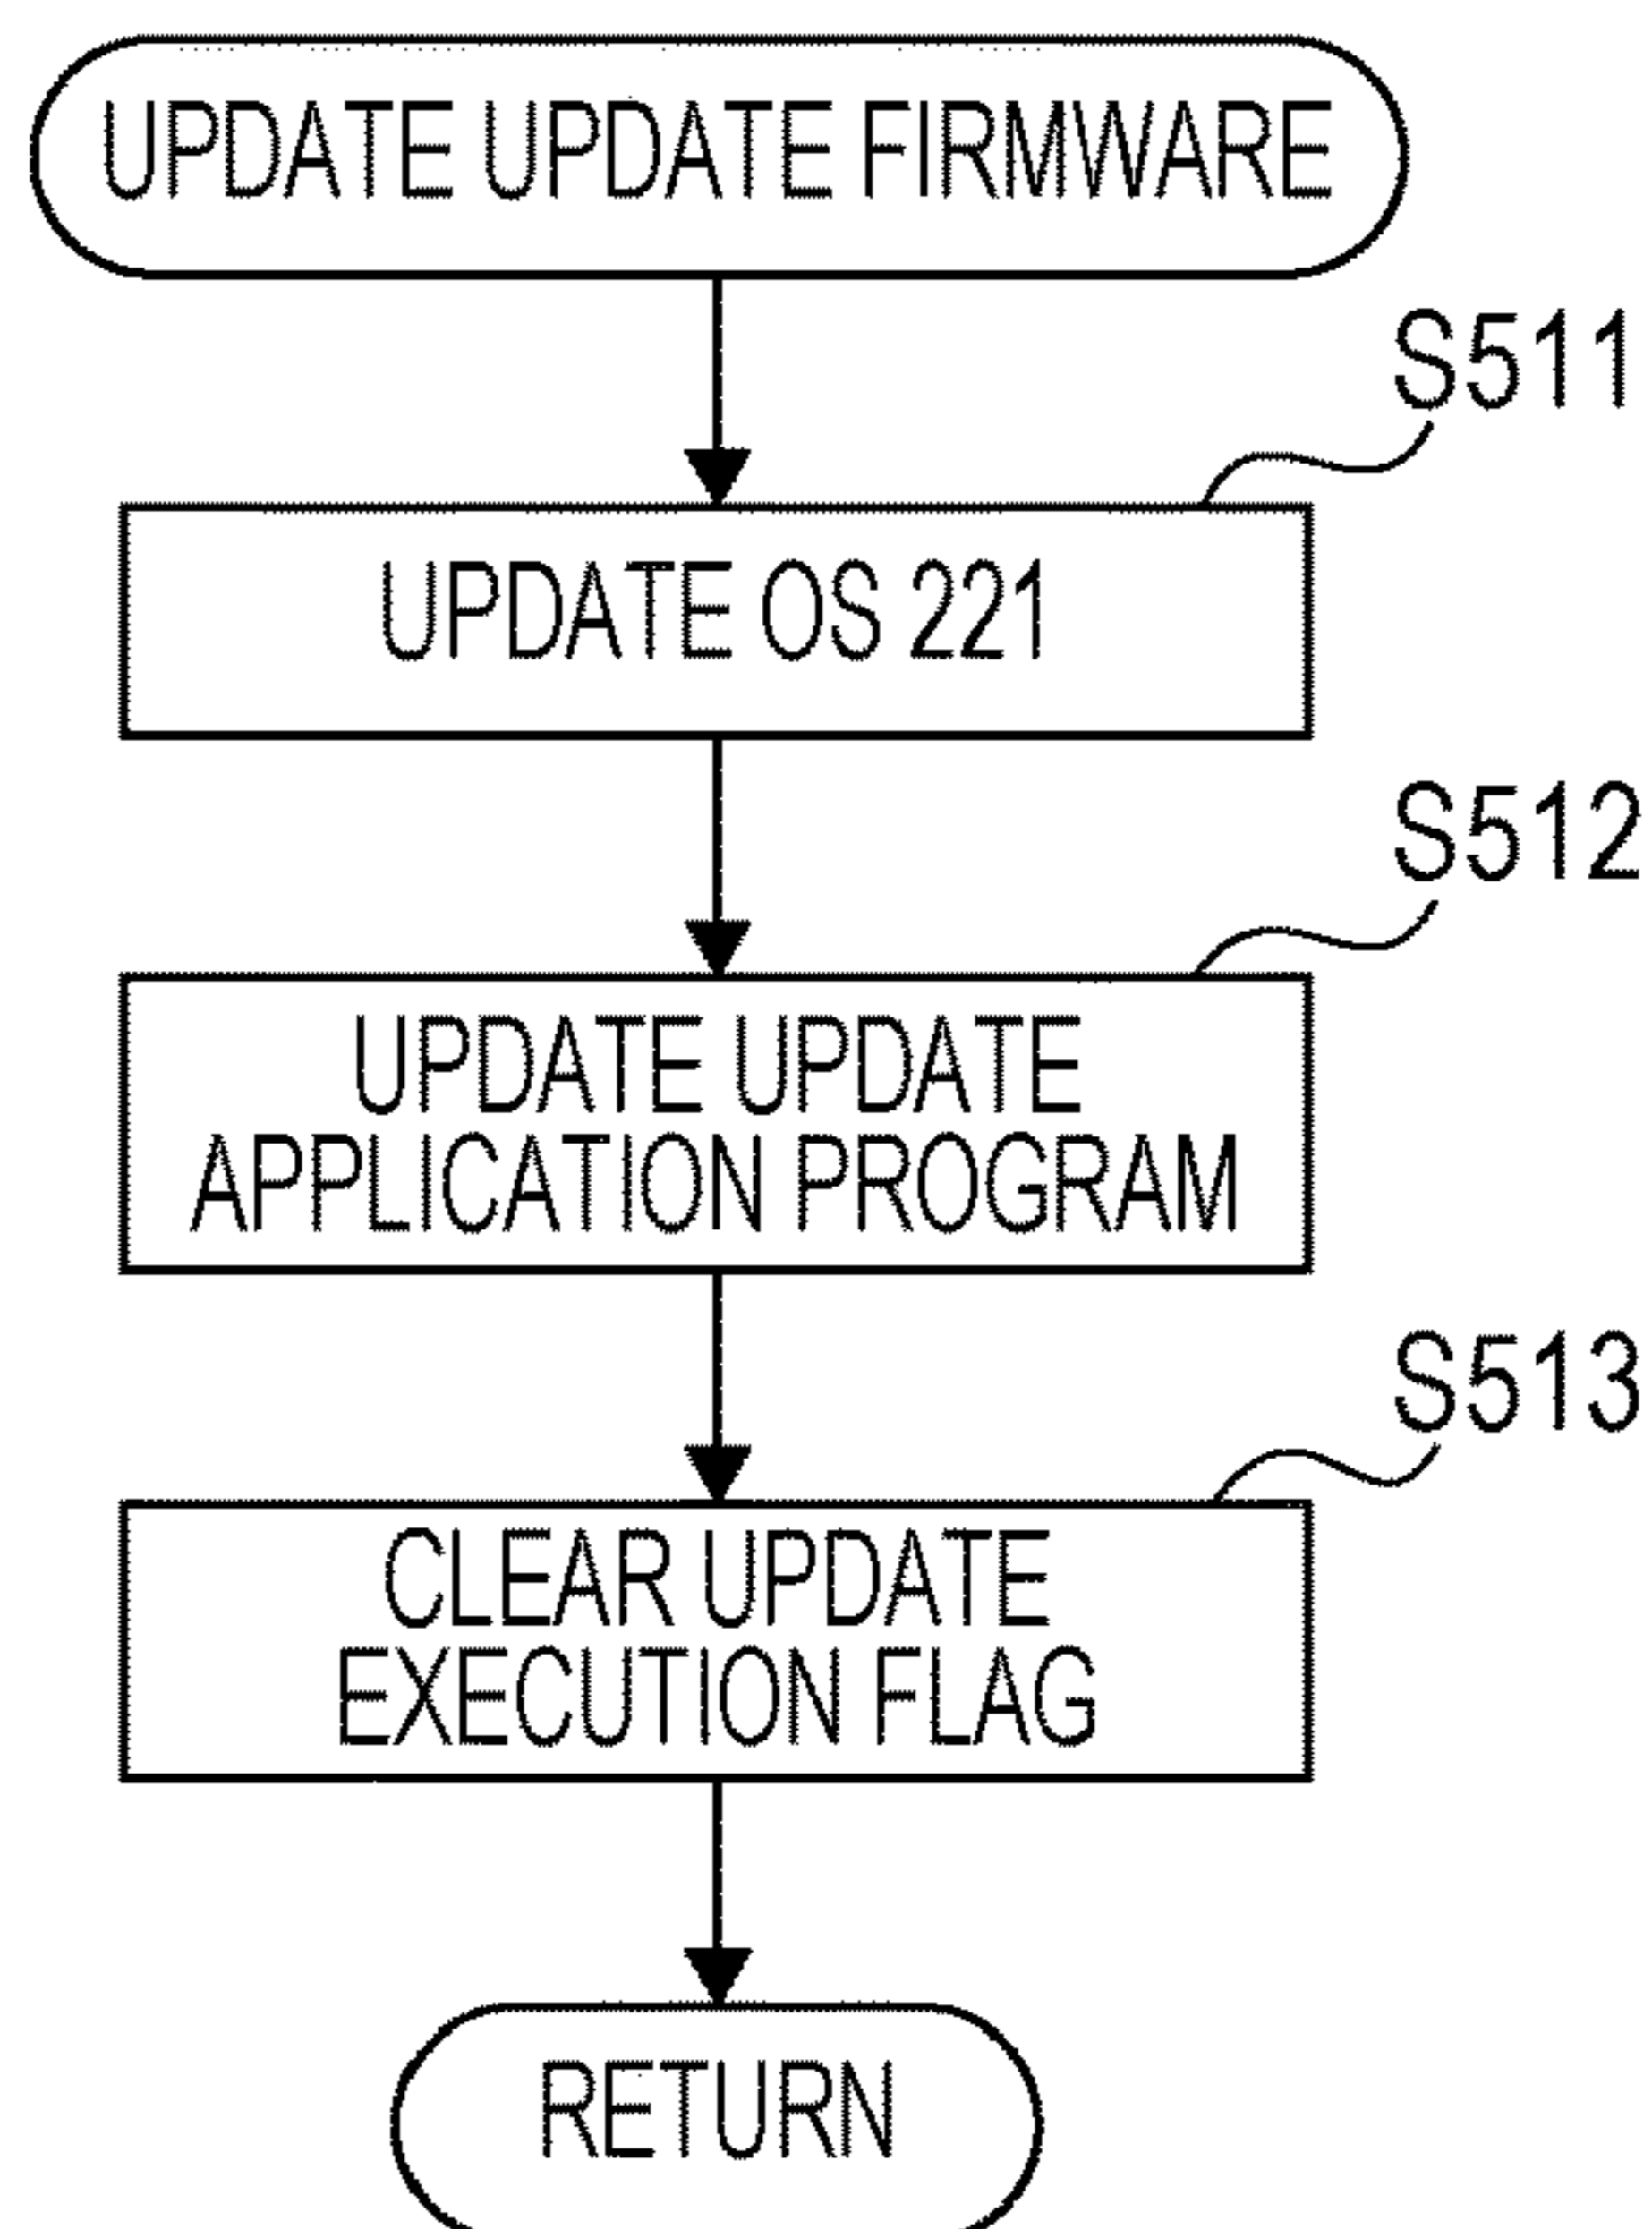 UPDATE UPDATE FIRMWARE
S511
UPDATE OS 221
S512
UPDATE UPDATE
APPLICATION PROGRAM
S513
CLEAR UPDATE
EXECUTION FLAG
RETURN